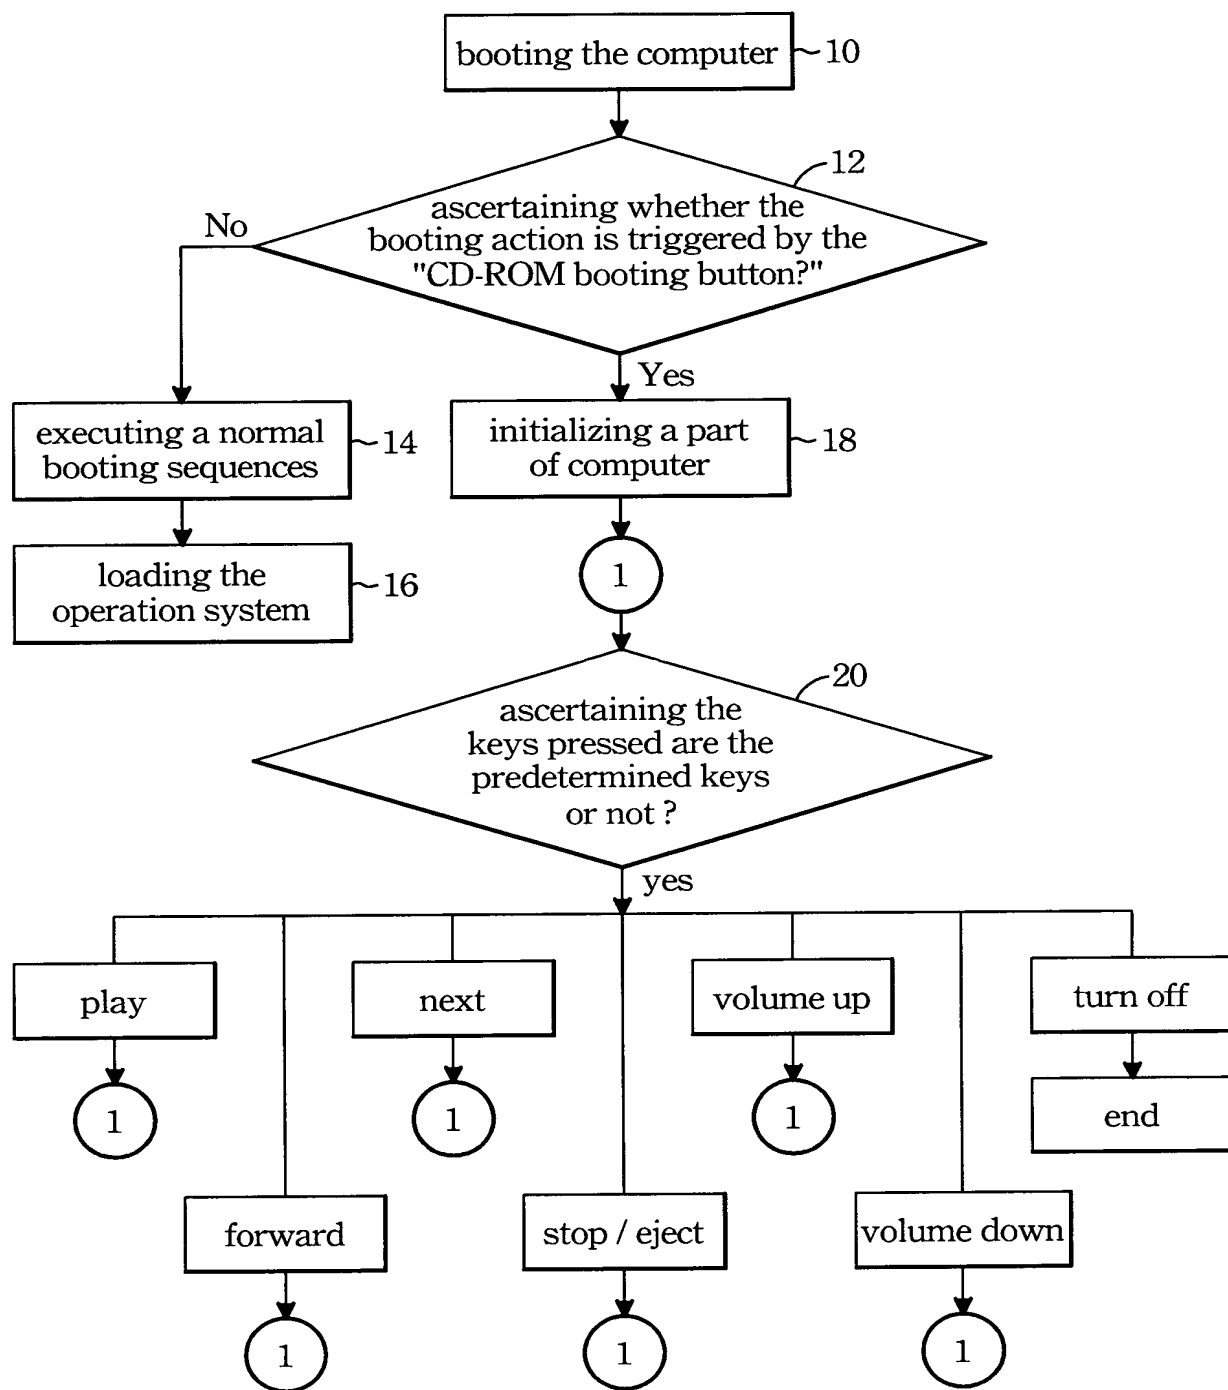 booting the computer
10
12
ascertaining whether the
booting action is triggered by the
"CD-ROM booting button?"
No
Yes
executing a normal
booting sequences
14
initializing a part
of computer
18
loading the
operation system
16
1
20
ascertaining the
keys pressed are the
predetermined keys
or not ?
yes
play
next
volume up
turn off
1
1
1
end
forward
stop / eject
volume down
1
1
1